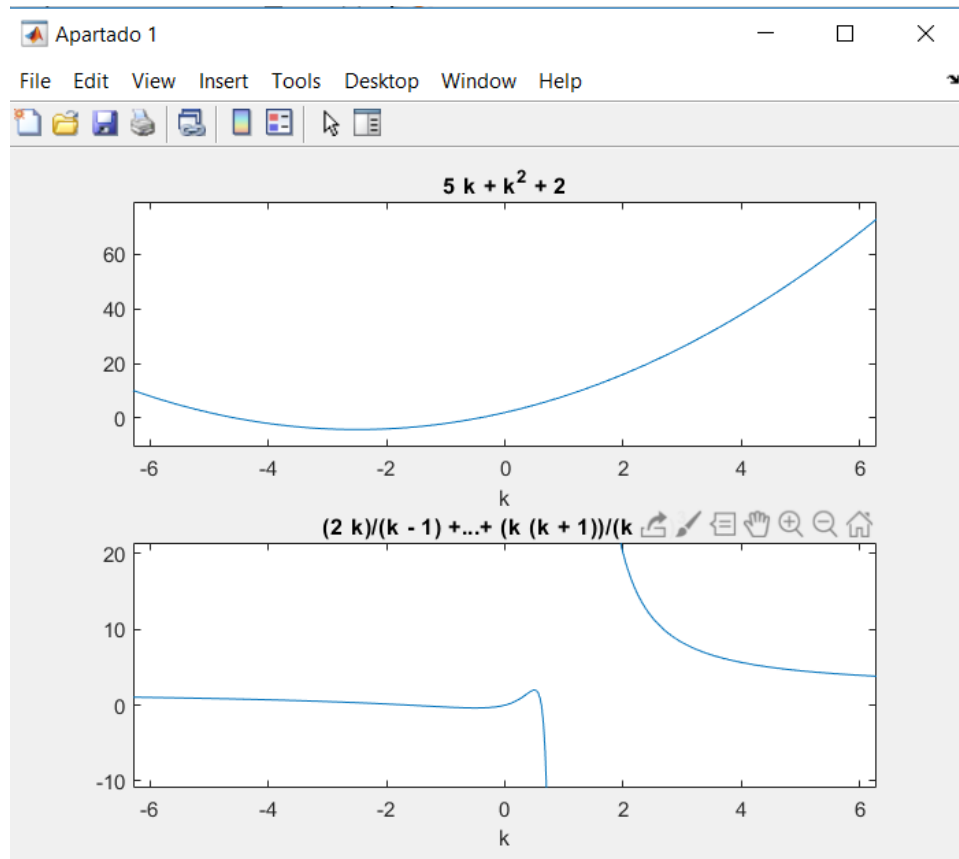 Apartado 1
File Edit View Insert Tools Desktop Window Help
5 k + k² + 2
60
40
20
0
-6 -4 -2 0 2 4 6
k
(2 k)/(k - 1) +...+ (k (k + 1))/(k
20
10
0
-10
-6 -4 -2 0 2 4 6
k